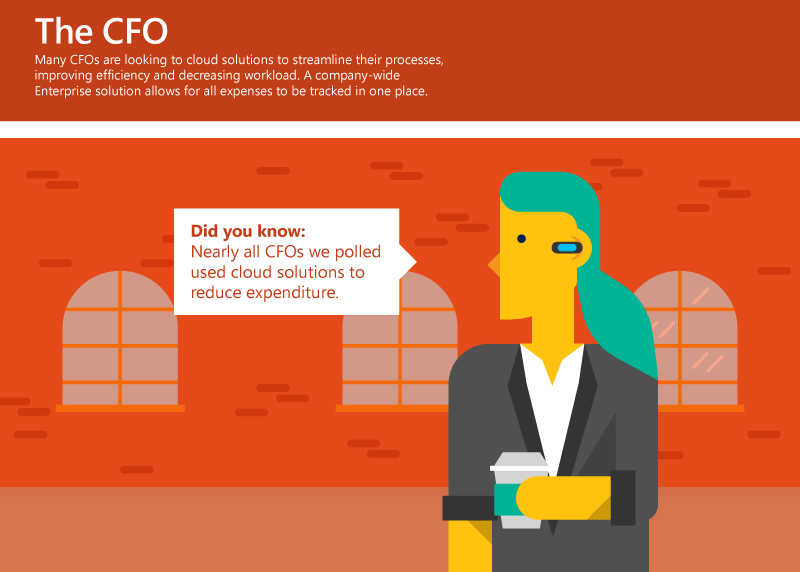 The CFO
Many CFOs are looking to cloud solutions to streamline their processes,
improving efficiency and decreasing workload. A company-wide
Enterprise solution allows for all expenses to be tracked in one place.
Did you know:
Nearly all CFOs we polled
used cloud solutions to
reduce expenditure.